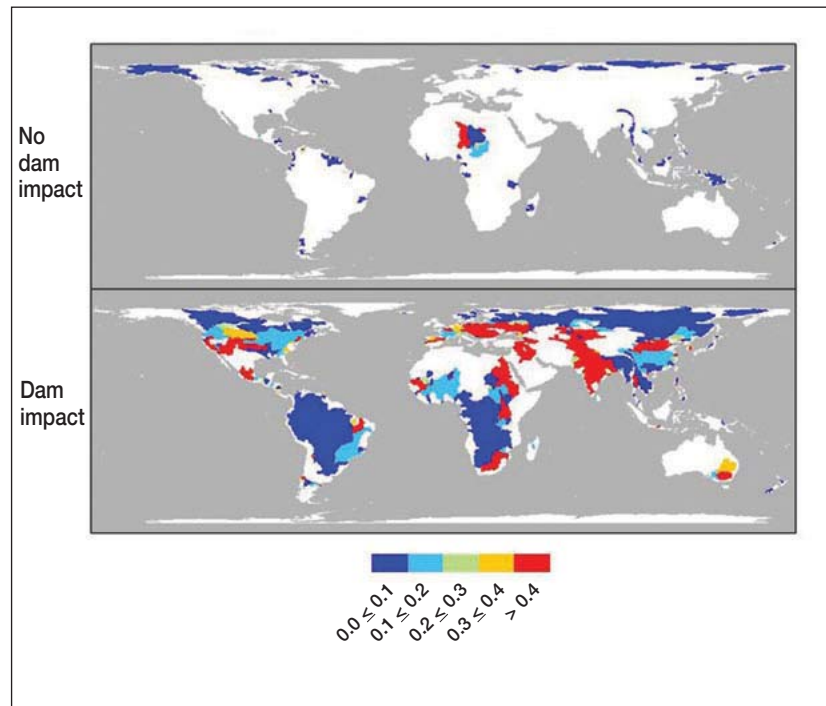 No
dam
impact
Dam
impact
0.0 ≤ 0.1
0.1 ≤ 0.2
0.2 ≤ 0.3
0.3 ≤ 0.4
> 0.4